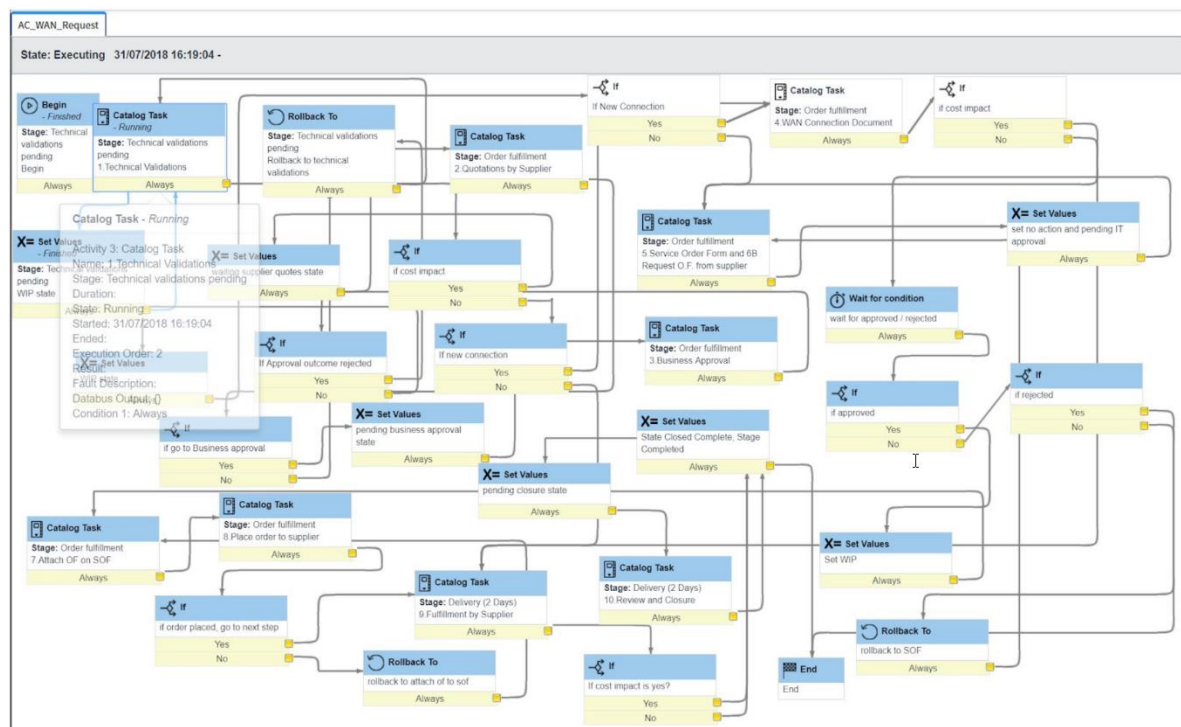 AC_WAN_Request
State: Executing 31/07/2018 16:19:04 -
Begin
- Finished
Stage: Technical
validations
pending
Begin
Always
Catalog Task
- Running
Stage: Technical validations
pending
1.Technical Validations
Always
Rollback To
Stage: Technical validations
pending
Rollback to technical
validations
Always
Catalog Task
Stage: Order fulfillment
2.Quotations by Supplier
Always
If
If New Connection
Yes
No
Catalog Task
Stage: Order fulfillment
4.WAN Connection Document
Always
If
if cost impact
Yes
No
X= Set Values
- Finished
Stage: Technical validations
pending
WIP state
Always
Catalog Task - Running
Activity 3: Catalog Task
Name: 1.Technical Validations
Stage: Technical validations pending
Duration:
State: Running
Started: 31/07/2018 16:19:04
Ended:
Execution Order: 2
Result:
Fault Description:
Databus Output: {}
Condition 1: Always
X= Set Values
waiting supplier quotes state
Always
If
if cost impact
Yes
No
Catalog Task
Stage: Order fulfillment
5.Service Order Form and 6B
Request O.F. from supplier
Always
X= Set Values
set no action and pending IT
approval
Always
Wait for condition
wait for approved / rejected
Always
X= Set Values
Always
If
If Approval outcome rejected
Yes
No
If
If new connection
Yes
No
Catalog Task
Stage: Order fulfillment
3.Business Approval
Always
If
if approved
Yes
No
If
if rejected
Yes
No
If
if go to Business approval
Yes
No
X= Set Values
pending business approval
state
Always
X= Set Values
State Closed Complete, Stage
Completed
Always
X= Set Values
pending closure state
Always
Catalog Task
Stage: Order fulfillment
7.Attach OF on SOF
Always
Catalog Task
Stage: Order fulfillment
8.Place order to supplier
Always
X= Set Values
Set WIP
Always
If
if order placed, go to next step
Yes
No
Catalog Task
Stage: Delivery (2 Days)
9.Fulfillment by Supplier
Always
Catalog Task
Stage: Delivery (2 Days)
10.Review and Closure
Always
Rollback To
rollback to SOF
Always
Rollback To
rollback to attach of to sof
Always
If
If cost impact is yes?
Yes
No
End
End